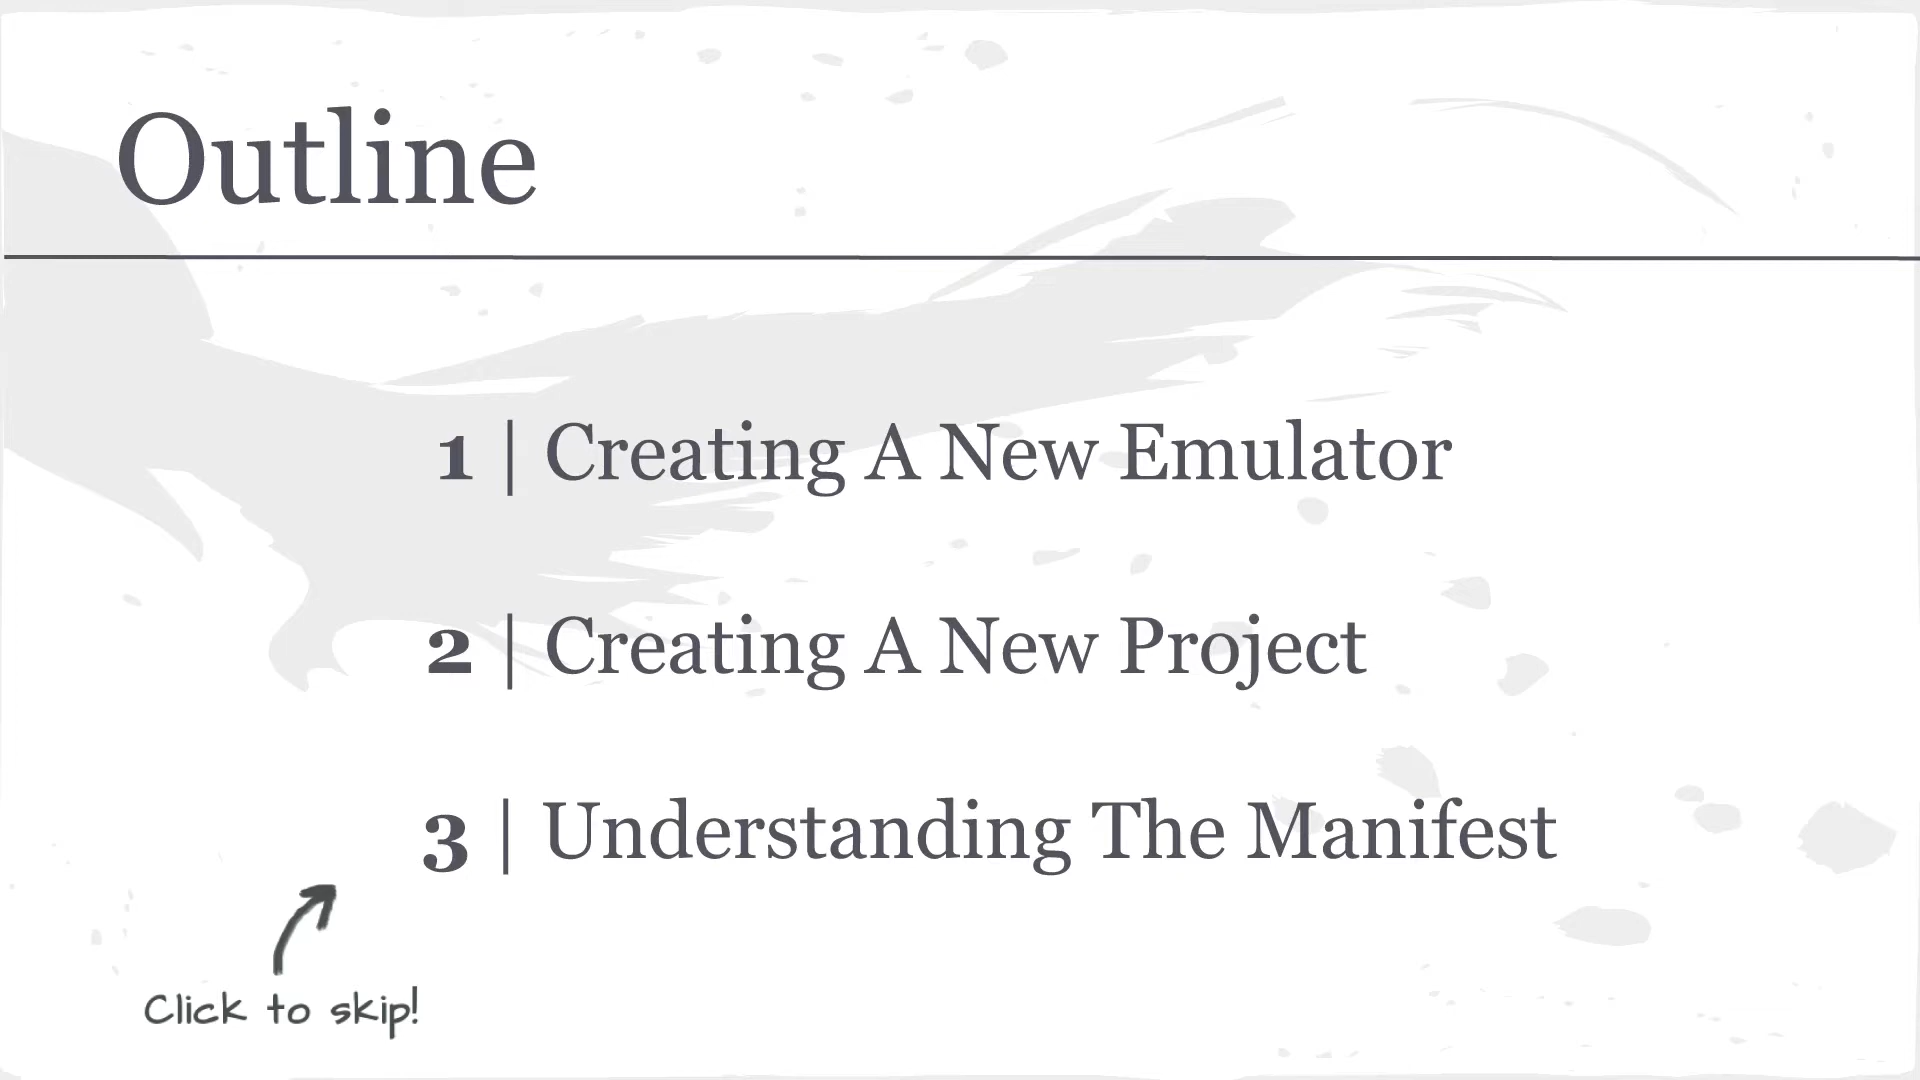 Outline
1 | Creating A New Emulator
2 | Creating A New Project
3 | Understanding The Manifest
Click to skip!